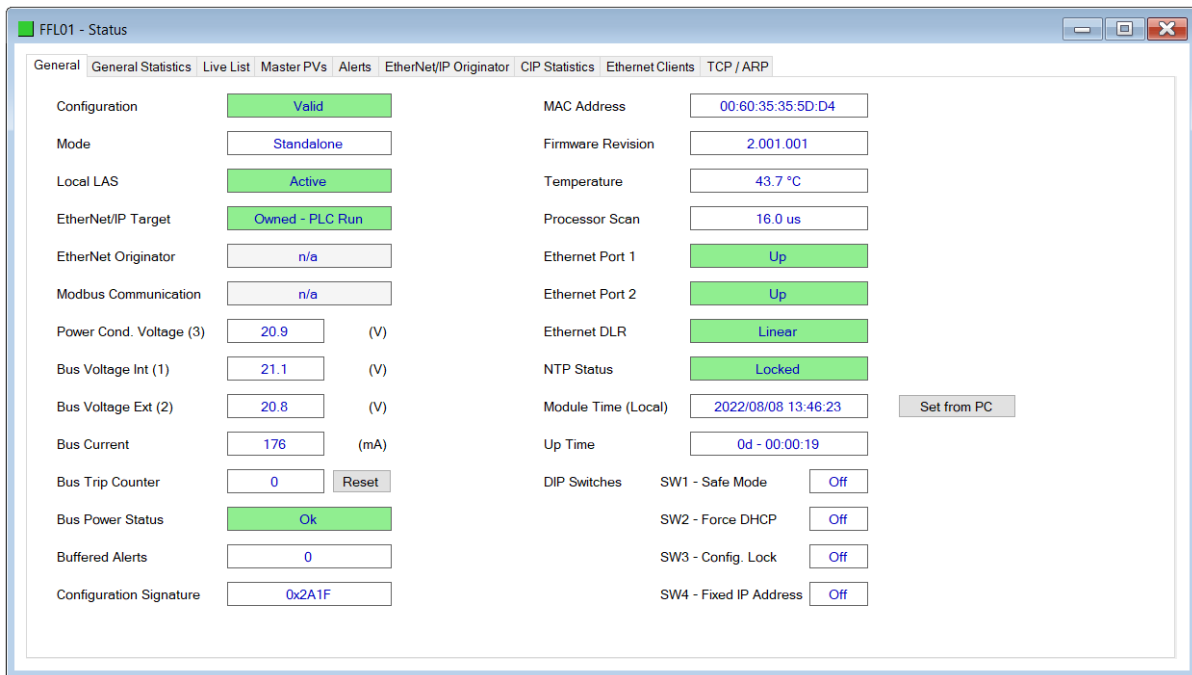 FFL01 - Status
General General Statistics Live List Master PVs Alerts EtherNet/IP Originator CIP Statistics Ethernet Clients TCP / ARP
Configuration Valid
Mode Standalone
Local LAS Active
EtherNet/IP Target Owned - PLC Run
EtherNet Originator n/a
Modbus Communication n/a
Power Cond. Voltage (3) 20.9 (V)
Bus Voltage Int (1) 21.1 (V)
Bus Voltage Ext (2) 20.8 (V)
Bus Current 176 (mA)
Bus Trip Counter 0 Reset
Bus Power Status Ok
Buffered Alerts 0
Configuration Signature 0x2A1F
MAC Address 00:60:35:35:5D:D4
Firmware Revision 2.001.001
Temperature 43.7 °C
Processor Scan 16.0 us
Ethernet Port 1 Up
Ethernet Port 2 Up
Ethernet DLR Linear
NTP Status Locked
Module Time (Local) 2022/08/08 13:46:23 Set from PC
Up Time 0d - 00:00:19
DIP Switches SW1 - Safe Mode Off
SW2 - Force DHCP Off
SW3 - Config. Lock Off
SW4 - Fixed IP Address Off